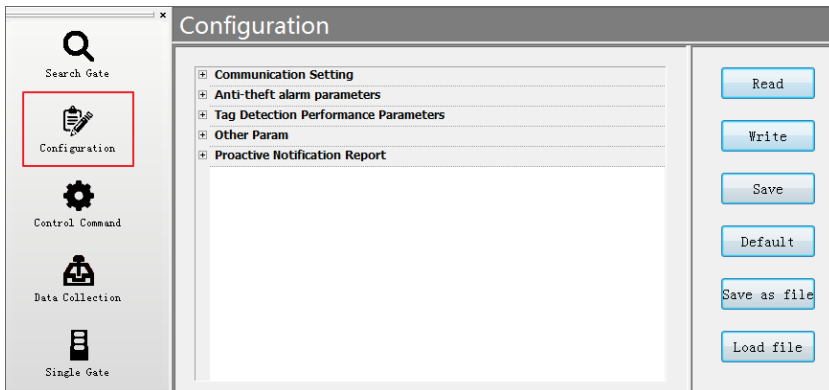 Configuration
Search Gate
Configuration
Control Command
Data Collection
Single Gate
Communication Setting
Anti-theft alarm parameters
Tag Detection Performance Parameters
Other Param
Proactive Notification Report
Read
Write
Save
Default
Save as file
Load file